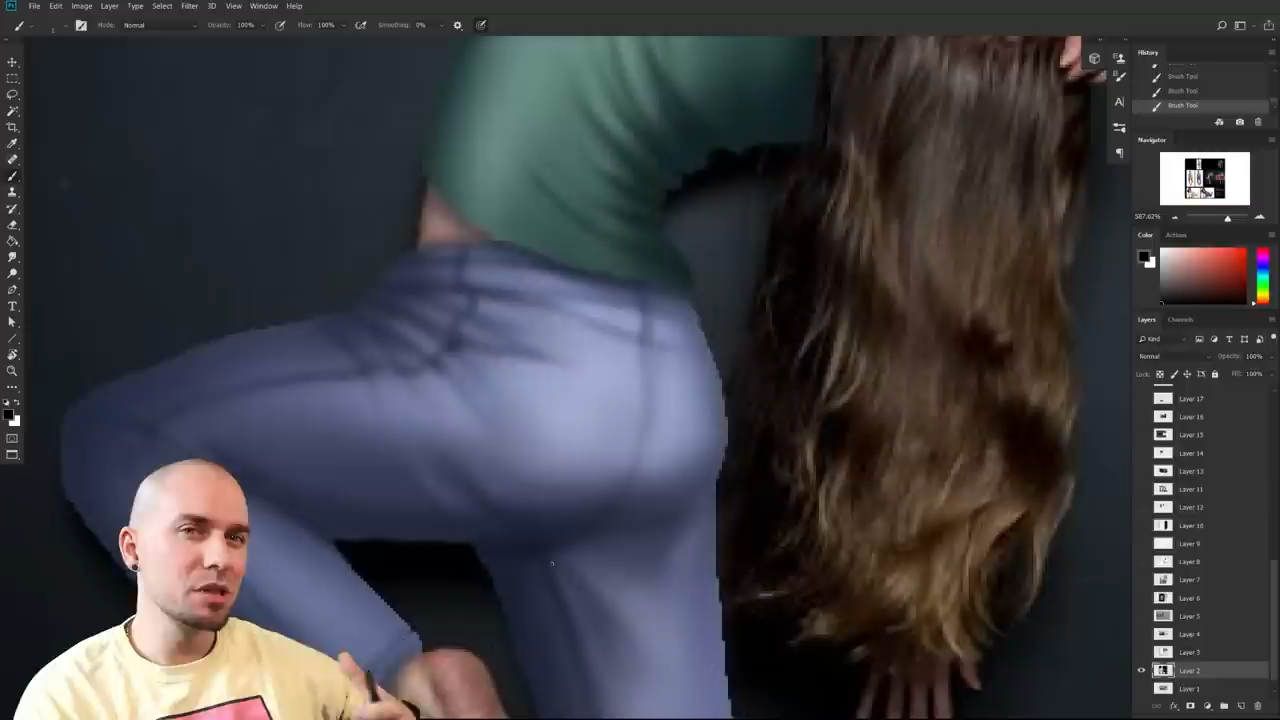 Ps File Edit Image Layer Type Select Filter 3D View Window Help
Mode: Normal Opacity: 100% Flow: 100% Smoothing: 0%
History
Brush Tool
Brush Tool
Brush Tool
Navigator
587.62%
Color Actions
Layers Channels
Kind
Normal Opacity: 100%
Lock: Fill: 100%
Layer 17
Layer 16
Layer 15
Layer 14
Layer 13
Layer 11
Layer 12
Layer 10
Layer 9
Layer 8
Layer 7
Layer 6
Layer 5
Layer 4
Layer 3
Layer 2
Layer 1